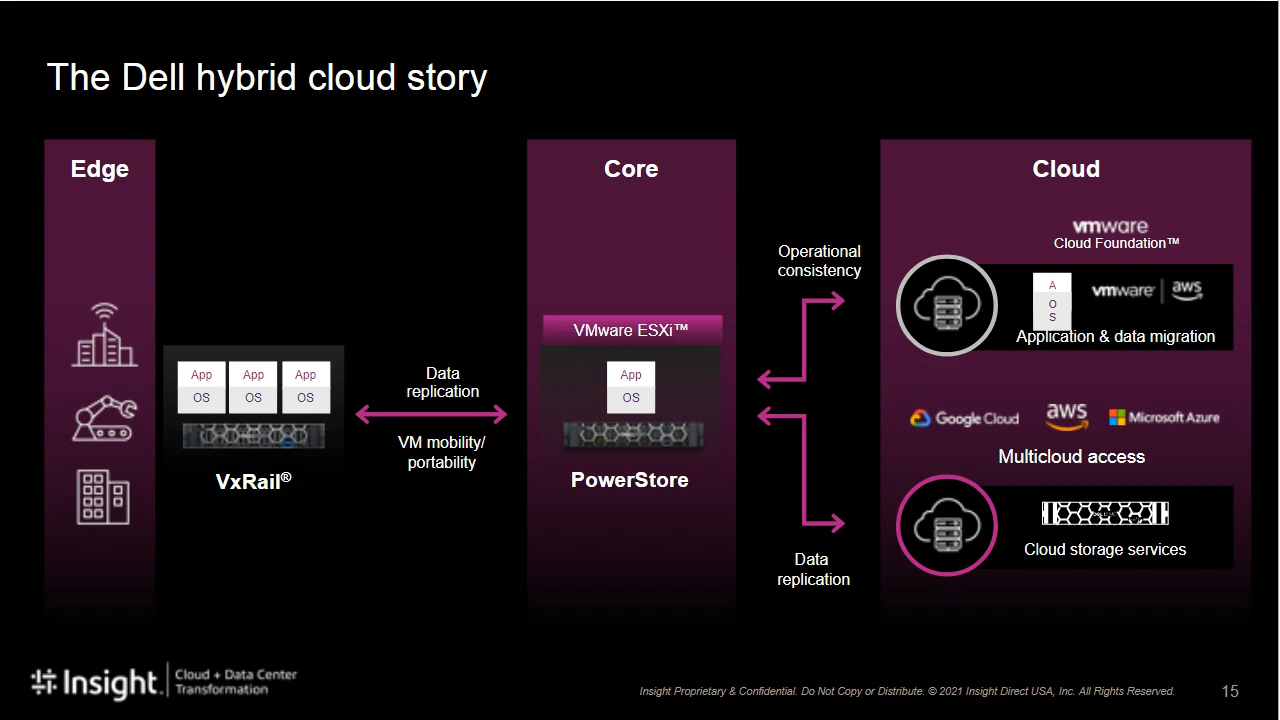 The Dell hybrid cloud story
Edge
App
App
App
OS
OS
OS
VxRail®
Data
replication
VM mobility/
portability
Core
VMware ESXi™
App
OS
PowerStore
Operational
consistency
Data
replication
Cloud
vmware
Cloud Foundation™
A
O
S
vmware® | aws
Application & data migration
Google Cloud
aws
Microsoft Azure
Multicloud access
Cloud storage services
Insight.
Cloud + Data Center
Transformation
Insight Proprietary & Confidential. Do Not Copy or Distribute. © 2021 Insight Direct USA, Inc. All Rights Reserved.
15